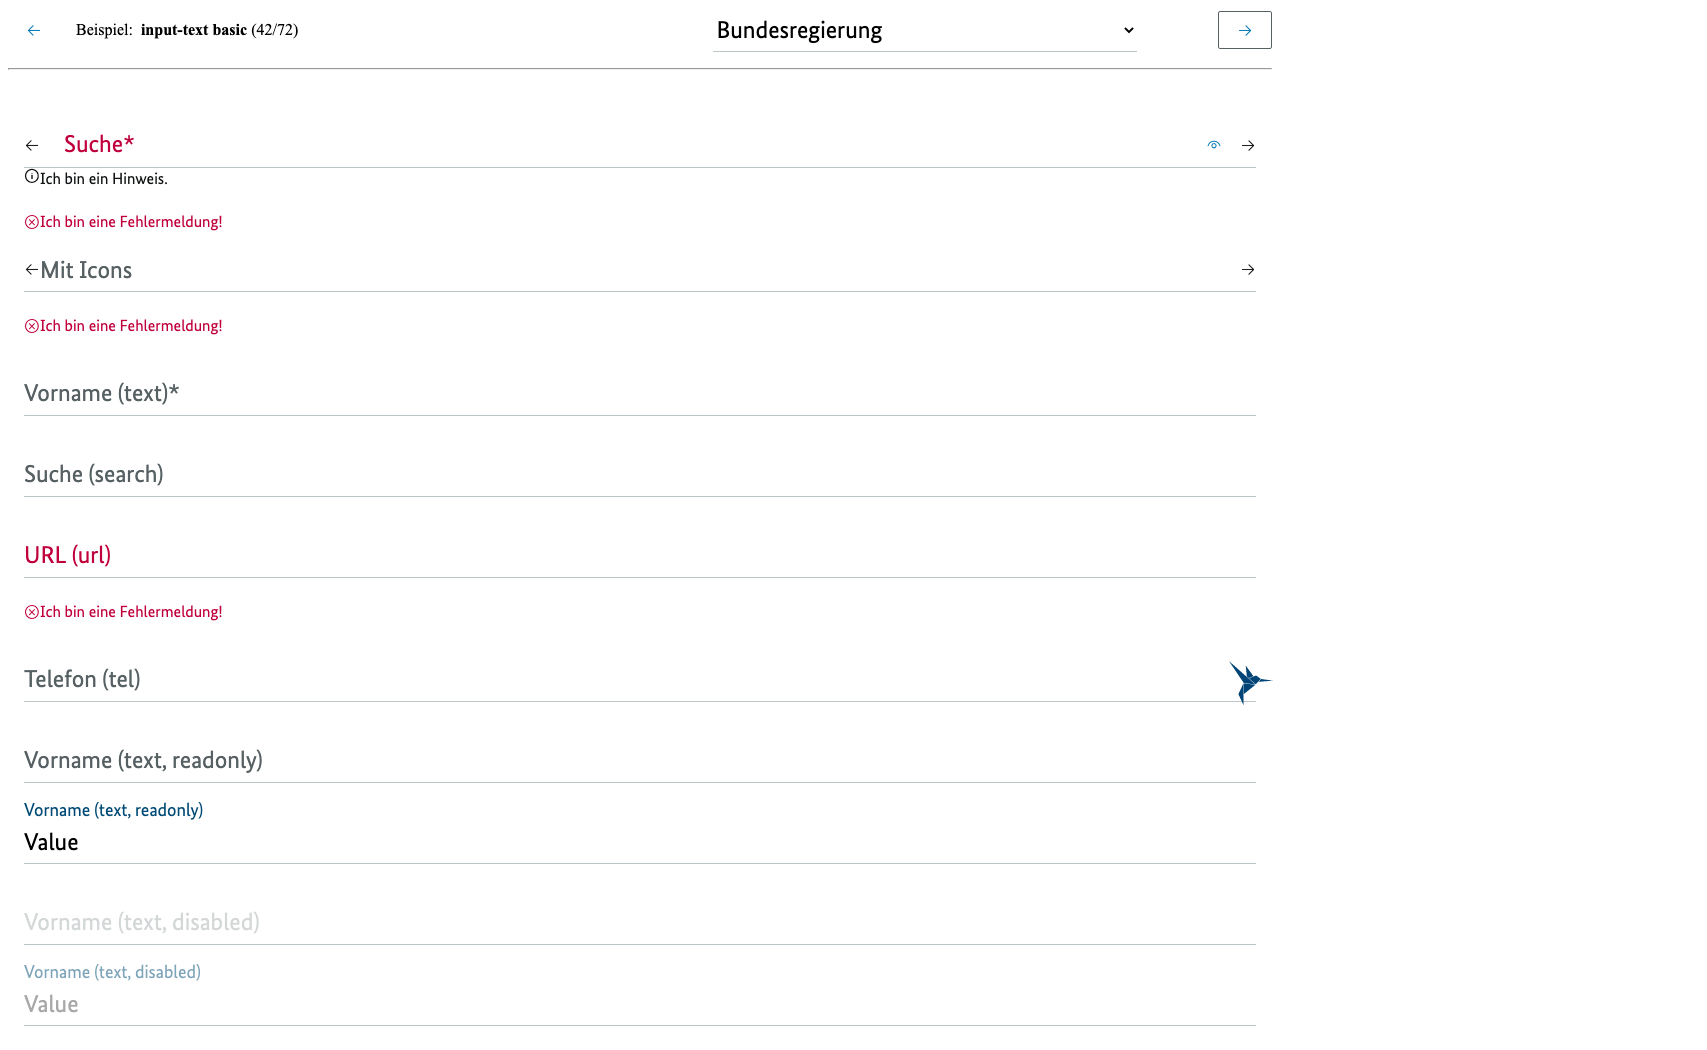 Beispiel: input-text basic (42/72)
Bundesregierung
Suche*
Ich bin ein Hinweis.
Ich bin eine Fehlermeldung!
Mit Icons
Ich bin eine Fehlermeldung!
Vorname (text)*
Suche (search)
URL (url)
Ich bin eine Fehlermeldung!
Telefon (tel)
Vorname (text, readonly)
Vorname (text, readonly)
Value
Vorname (text, disabled)
Vorname (text, disabled)
Value